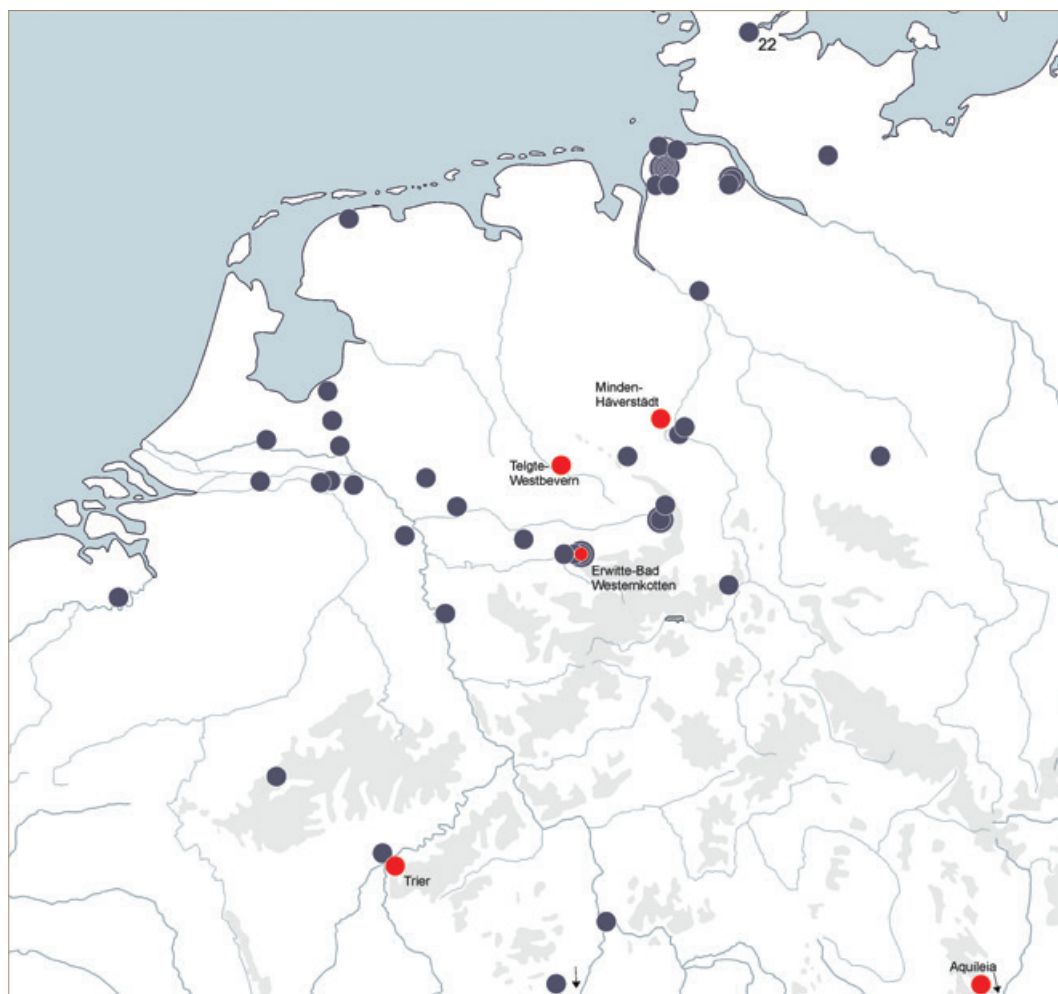 22
Minden-
Häverstädt
Telgte-
Westbevern
Erwitte-Bad
Westernkotten
Trier
Aquileia